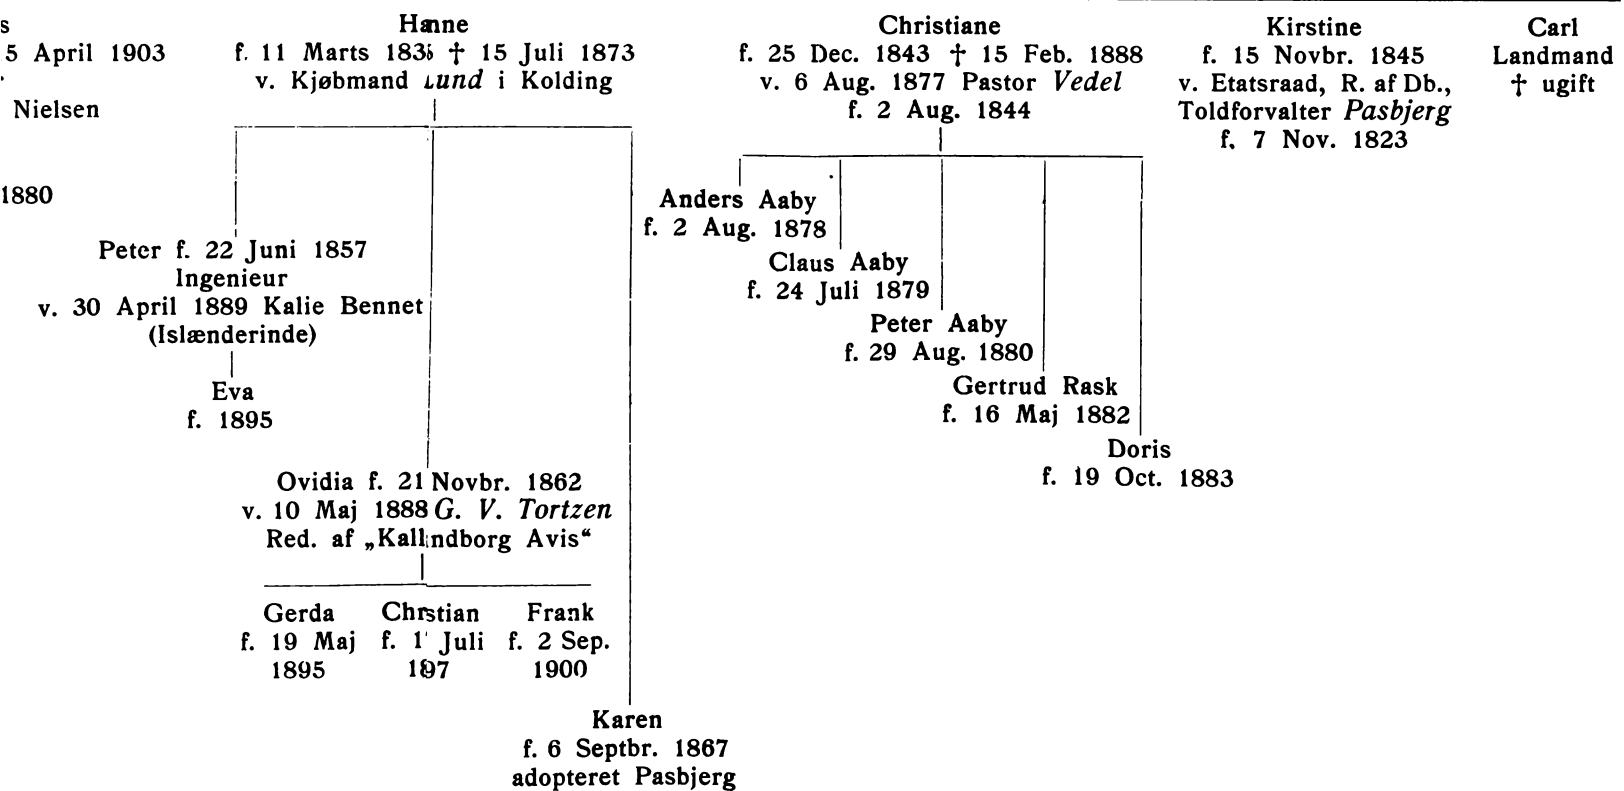 s
5 April 1903
Nielsen
1880
Hanne
f. 11 Marts † 15 Juli 1873
v. Kjøbmand Lund i Kolding
Peter f. 22 Juni 1857
Ingenieur
v. 30 April 1889 Kalie Bennet
(Islænderinde)
Eva
f. 1895
Ovidia f. 21 Novbr. 1862
v. 10 Maj 1888 G. V. Tortzen
Red. af „Kallundborg Avis“
Gerda
f. 19 Maj
1895
Christian
f. Juli
1897
Frank
f. 2 Sep.
1900
Karen
f. 6 Septbr. 1867
adopteret Pasbjerg
Christiane
f. 25 Dec. 1843 † 15 Feb. 1888
v. 6 Aug. 1877 Pastor Vedel
f. 2 Aug. 1844
Anders Aaby
f. 2 Aug. 1878
Claus Aaby
f. 24 Juli 1879
Peter Aaby
f. 29 Aug. 1880
Gertrud Rask
f. 16 Maj 1882
Doris
f. 19 Oct. 1883
Kirstine
f. 15 Novbr. 1845
v. Etatsraad, R. af Db.,
Toldforvalter Pasbjerg
f. 7 Nov. 1823
Carl
Landmand
† ugift